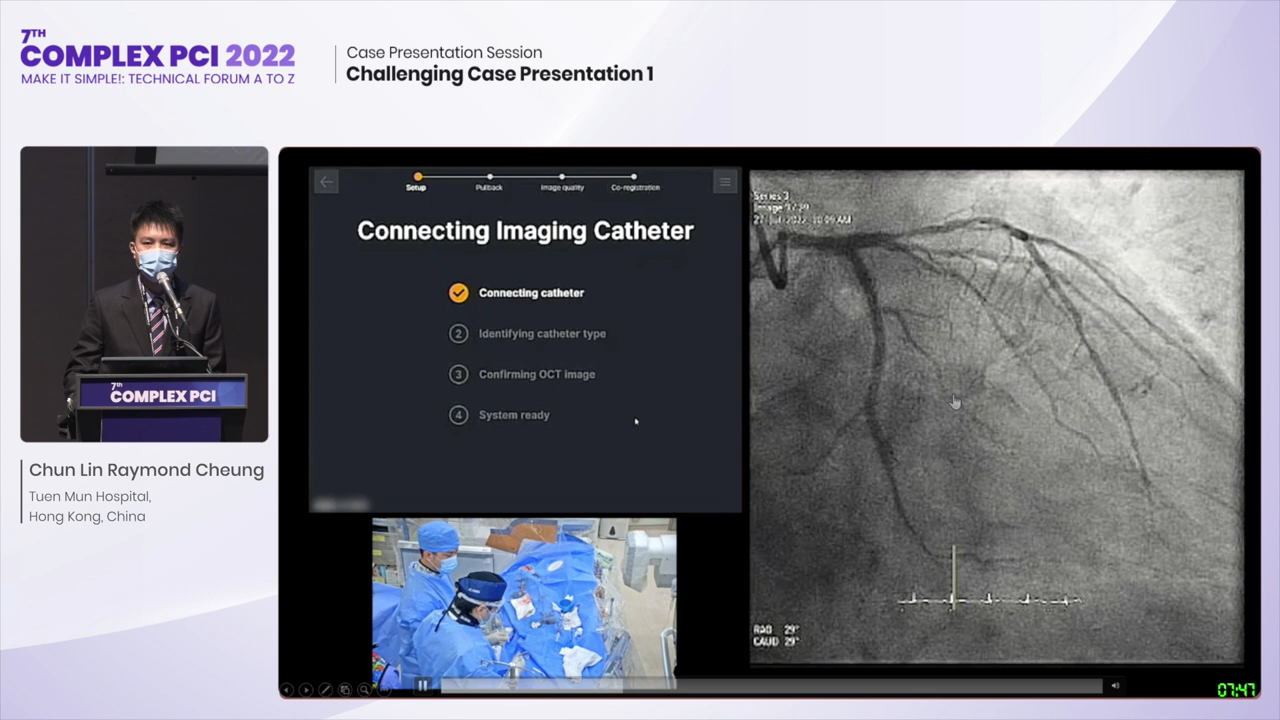 7TH
COMPLEX PCI 2022
MAKE IT SIMPLE!: TECHNICAL FORUM A TO Z
Case Presentation Session
Challenging Case Presentation 1
Setup
Pullback
Image quality
Co-registration
Connecting Imaging Catheter
Connecting catheter
2 Identifying catheter type
3 Confirming OCT image
4 System ready
Series 3
RAO 29°
CAUD 29°
7th
COMPLEX PCI
Chun Lin Raymond Cheung
Tuen Mun Hospital,
Hong Kong, China
07:47